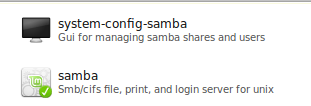 system-config-samba
Gui for managing samba shares and users
samba
Smb/cifs file, print, and login server for unix